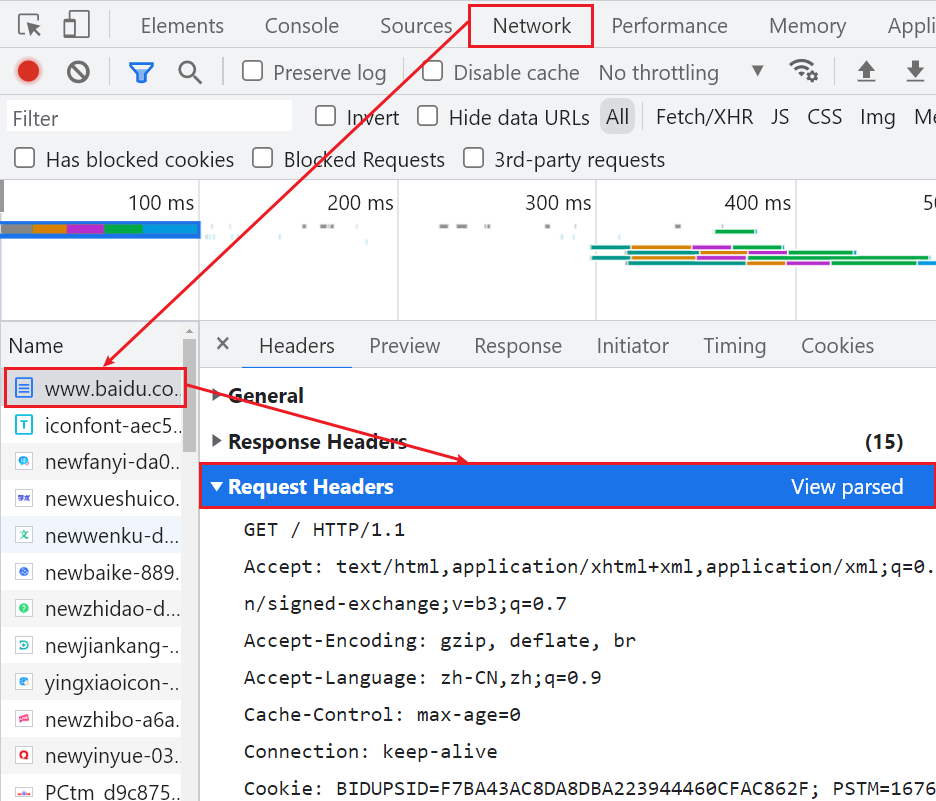 Elements Console Sources Network Performance Memory Appli
Preserve log Disable cache No throttling
Filter Invert Hide data URLs All Fetch/XHR JS CSS Img Me
Has blocked cookies Blocked Requests 3rd-party requests
100 ms 200 ms 300 ms 400 ms 50
Name
www.baidu.co...
iconfont-aec5...
newfanyi-da0...
newxueshuico...
newwenku-d...
newbaike-889...
newzhidao-d...
newjiankang-...
yingxiaoicon-...
newzhibo-a6a...
newyinyue-03...
PCtm_d9c875...
× Headers Preview Response Initiator Timing Cookies
General
Response Headers (15)
Request Headers View parsed
GET / HTTP/1.1
Accept: text/html,application/xhtml+xml,application/xml;q=0.
n/signed-exchange;v=b3;q=0.7
Accept-Encoding: gzip, deflate, br
Accept-Language: zh-CN,zh;q=0.9
Cache-Control: max-age=0
Connection: keep-alive
Cookie: BIDUPSID=F7BA43AC8DA8DBA223944460CFAC862F; PSTM=1676